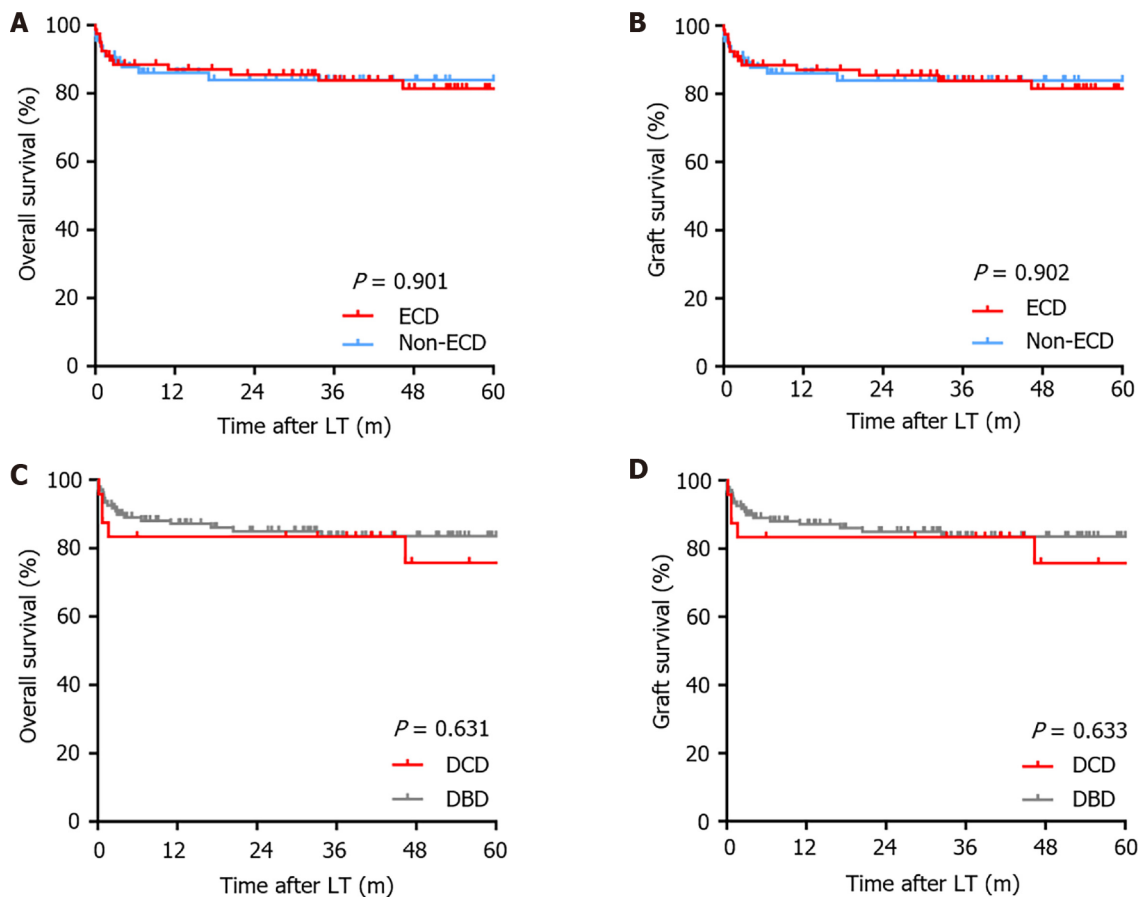 A
Overall survival (%)
100
80
60
40
20
0
P = 0.901
ECD
Non-ECD
0 12 24 36 48 60
Time after LT (m)
B
Graft survival (%)
100
80
60
40
20
0
P = 0.902
ECD
Non-ECD
0 12 24 36 48 60
Time after LT (m)
C
Overall survival (%)
100
80
60
40
20
0
P = 0.631
DCD
DBD
0 12 24 36 48 60
Time after LT (m)
D
Graft survival (%)
100
80
60
40
20
0
P = 0.633
DCD
DBD
0 12 24 36 48 60
Time after LT (m)